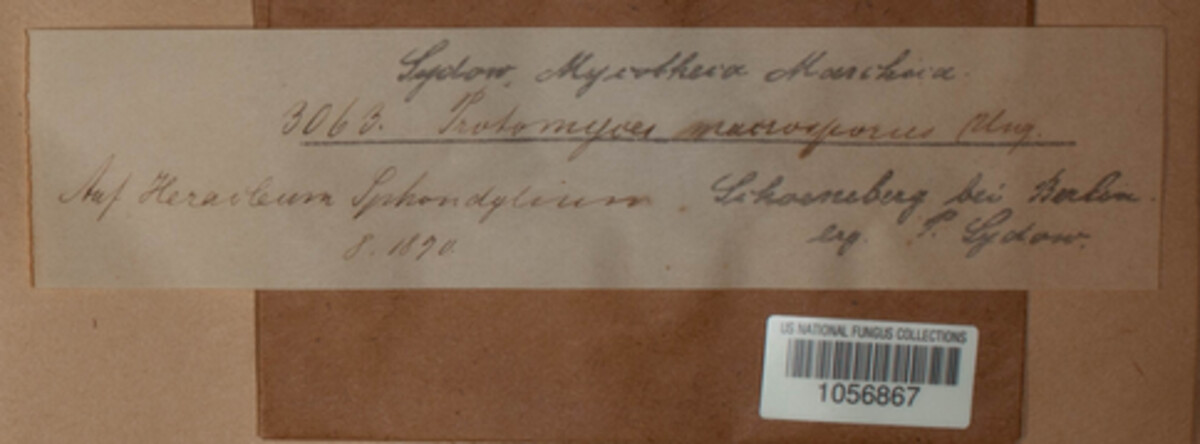 Sydow, Mycotheca Marchica.
3063. Protomyces macrosporus Ung.
Auf Heracleum Sphondylium. Schoeneberg bei Berlin.
8. 1890. leg. P. Sydow.
US NATIONAL FUNGUS COLLECTIONS
1056867